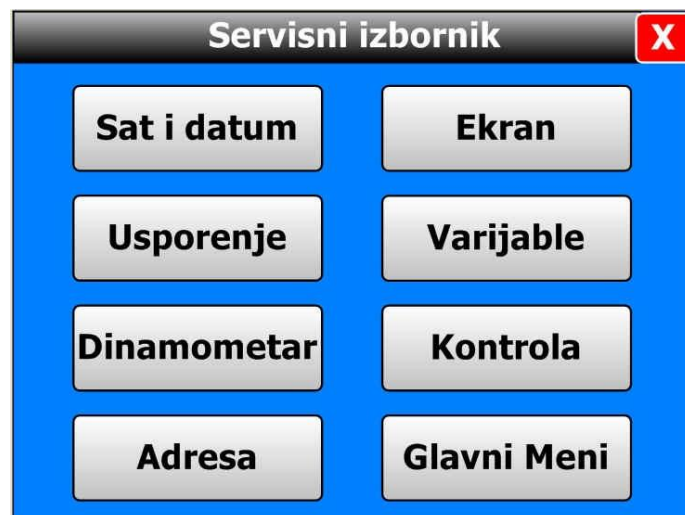 Servisni izbornik X
Sat i datum Ekran
Usporenje Varijable
Dinamometar Kontrola
Adresa Glavni Meni